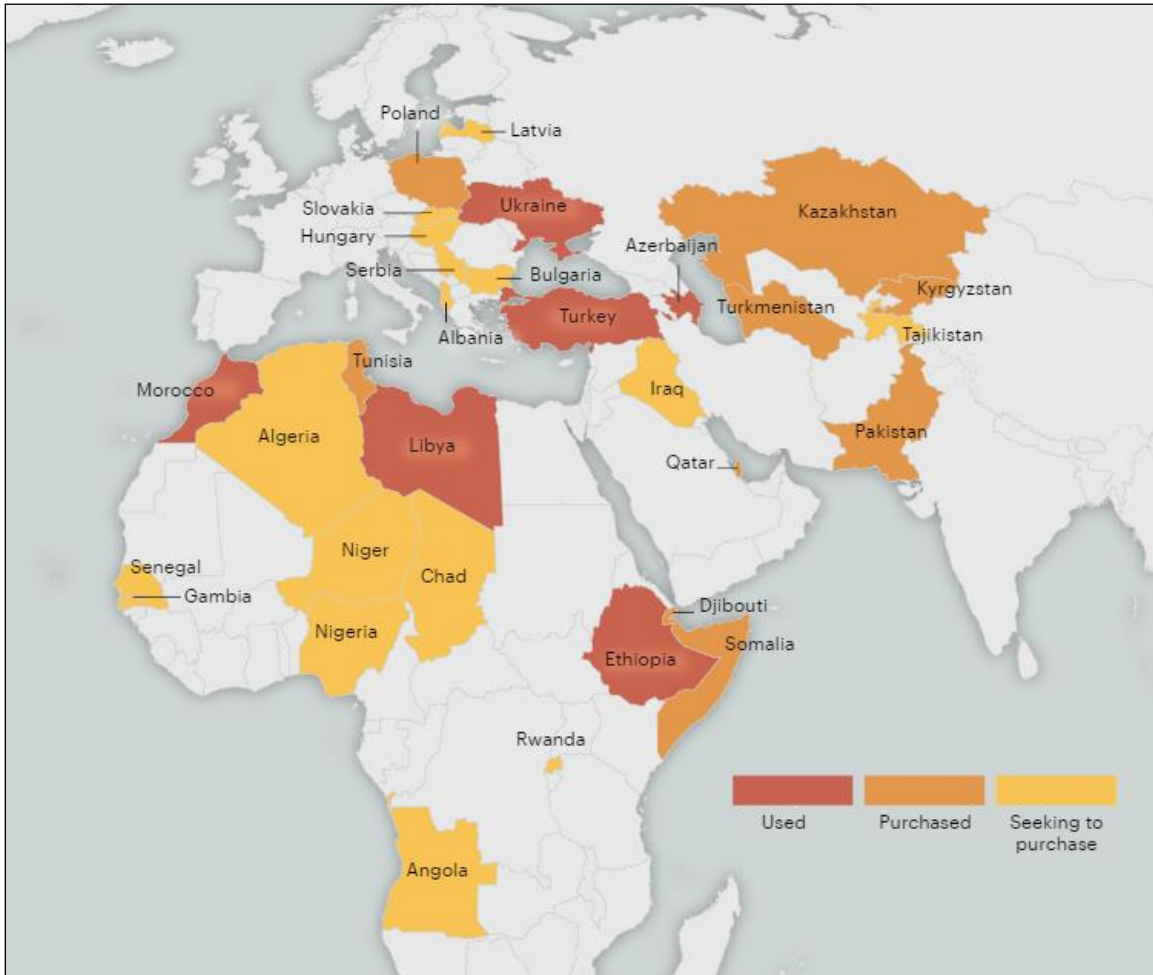 Poland
Latvia
Slovakia
Ukraine
Kazakhstan
Hungary
Azerbaijan
Serbia
Bulgaria
Kyrgyzstan
Turkmenistan
Turkey
Albania
Tajikistan
Tunisia
Morocco
Iraq
Algeria
Libya
Pakistan
Qatar
Senegal
Niger
Chad
Gambia
Djibouti
Nigeria
Somalia
Ethiopia
Rwanda
Used
Purchased
Seeking to
purchase
Angola